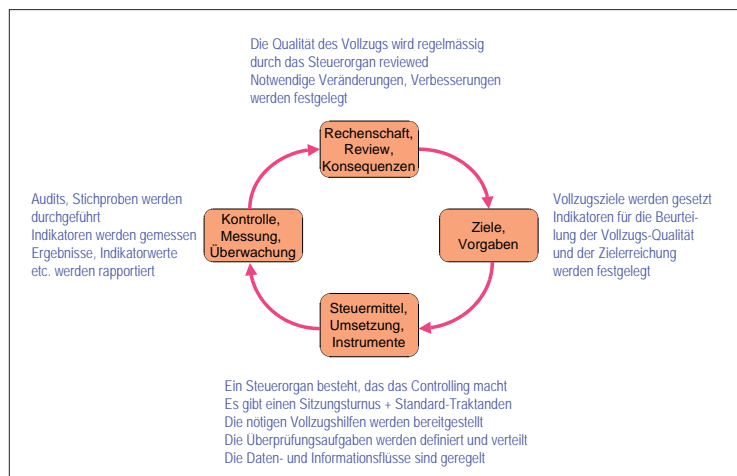 Die Qualität des Vollzugs wird regelmässig
durch das Steuerorgan reviewed
Notwendige Veränderungen, Verbesserungen
werden festgelegt
Rechenschaft,
Review,
Konsequenzen
Audits, Stichproben werden
durchgeführt
Indikatoren werden gemessen
Ergebnisse, Indikatorwerte
etc. werden rapportiert
Kontrolle,
Messung,
Überwachung
Ziele,
Vorgaben
Vollzugsziele werden gesetzt
Indikatoren für die Beurtei-
lung der Vollzugs-Qualität
und der Zielerreichung
werden festgelegt
Steuermittel,
Umsetzung,
Instrumente
Ein Steuerorgan besteht, das das Controlling macht
Es gibt einen Sitzungsturnus + Standard-Traktanden
Die nötigen Vollzugshilfen werden bereitgestellt
Die Überprüfungsaufgaben werden definiert und verteilt
Die Daten- und Informationsflüsse sind geregelt